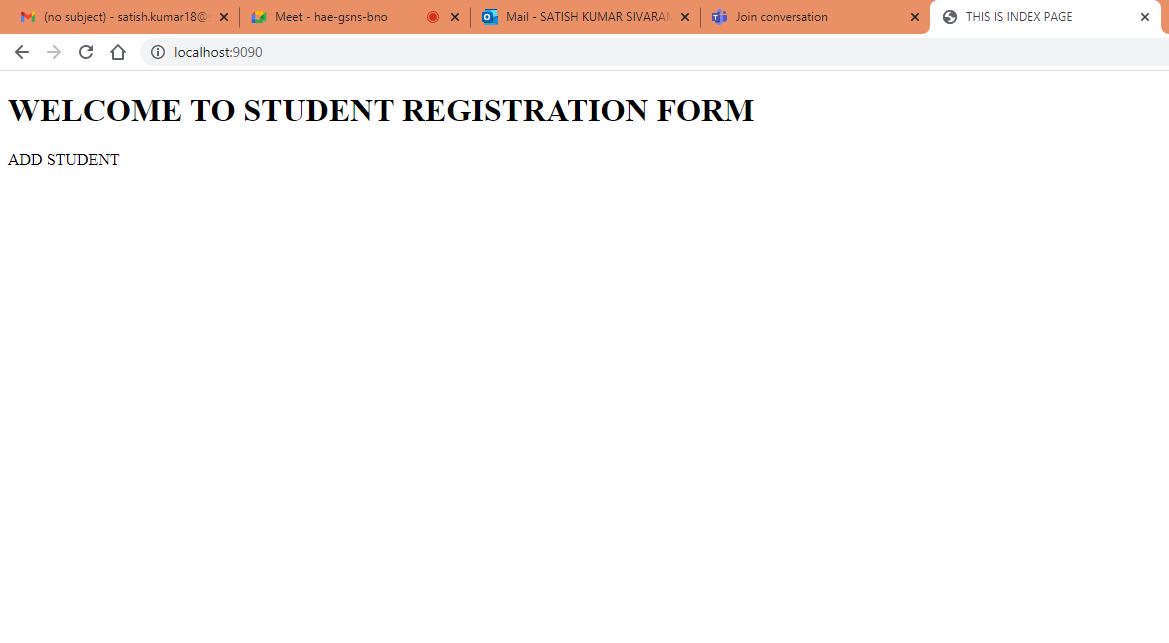 (no subject) - satish.kumar18@
Meet - hae-gsns-bno
Mail - SATISH KUMAR SIVARAM
Join conversation
THIS IS INDEX PAGE
localhost:9090
WELCOME TO STUDENT REGISTRATION FORM
ADD STUDENT